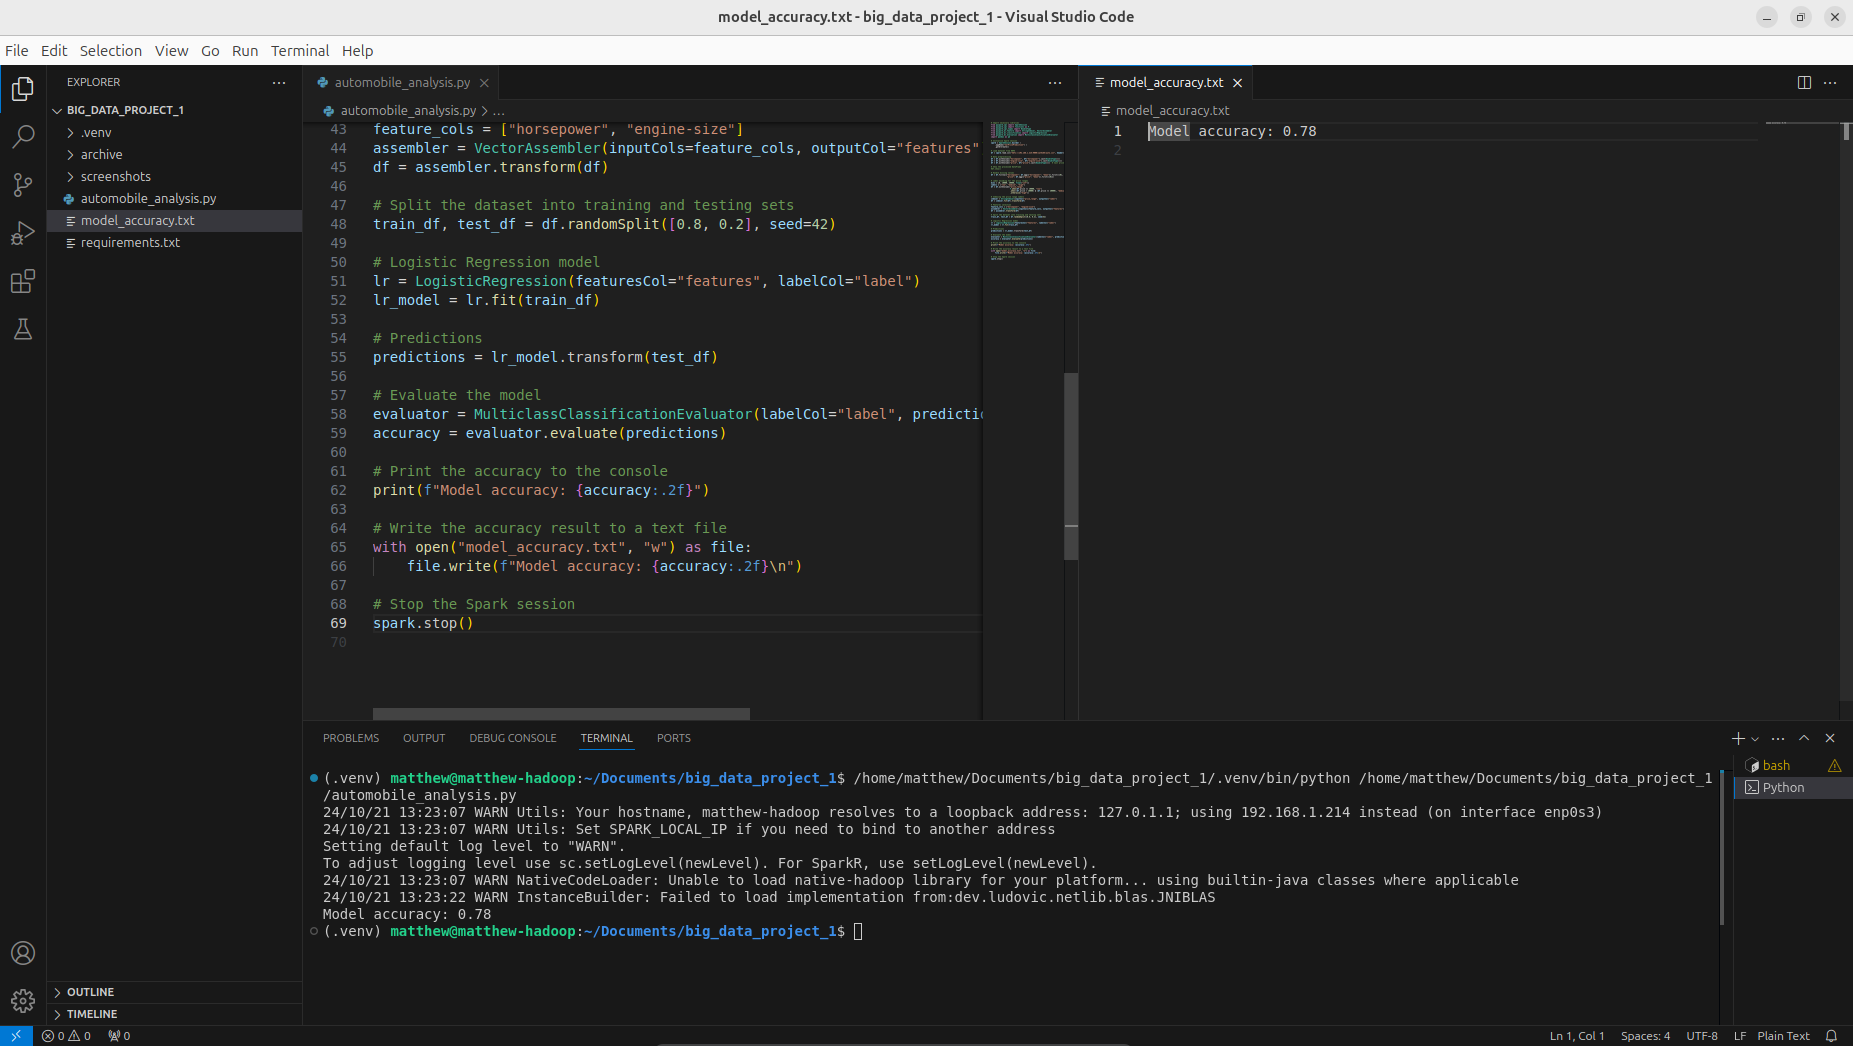 model_accuracy.txt - big_data_project_1 - Visual Studio Code
File Edit Selection View Go Run Terminal Help
EXPLORER
BIG_DATA_PROJECT_1
.venv
archive
screenshots
automobile_analysis.py
model_accuracy.txt
requirements.txt
OUTLINE
TIMELINE
automobile_analysis.py
automobile_analysis.py > ...
43 feature_cols = ["horsepower", "engine-size"]
44 assembler = VectorAssembler(inputCols=feature_cols, outputCol="features"
45 df = assembler.transform(df)
46
47 # Split the dataset into training and testing sets
48 train_df, test_df = df.randomSplit([0.8, 0.2], seed=42)
49
50 # Logistic Regression model
51 lr = LogisticRegression(featuresCol="features", labelCol="label")
52 lr_model = lr.fit(train_df)
53
54 # Predictions
55 predictions = lr_model.transform(test_df)
56
57 # Evaluate the model
58 evaluator = MulticlassClassificationEvaluator(labelCol="label", predicti
59 accuracy = evaluator.evaluate(predictions)
60
61 # Print the accuracy to the console
62 print(f"Model accuracy: {accuracy:.2f}")
63
64 # Write the accuracy result to a text file
65 with open("model_accuracy.txt", "w") as file:
66 file.write(f"Model accuracy: {accuracy:.2f}\n")
67
68 # Stop the Spark session
69 spark.stop()
70
model_accuracy.txt
model_accuracy.txt
1 Model accuracy: 0.78
2
PROBLEMS OUTPUT DEBUG CONSOLE TERMINAL PORTS
(.venv) matthew@matthew-hadoop:~/Documents/big_data_project_1$ /home/matthew/Documents/big_data_project_1/.venv/bin/python /home/matthew/Documents/big_data_project_1
/automobile_analysis.py
24/10/21 13:23:07 WARN Utils: Your hostname, matthew-hadoop resolves to a loopback address: 127.0.1.1; using 192.168.1.214 instead (on interface enp0s3)
24/10/21 13:23:07 WARN Utils: Set SPARK_LOCAL_IP if you need to bind to another address
Setting default log level to "WARN".
To adjust logging level use sc.setLogLevel(newLevel). For SparkR, use setLogLevel(newLevel).
24/10/21 13:23:07 WARN NativeCodeLoader: Unable to load native-hadoop library for your platform... using builtin-java classes where applicable
24/10/21 13:23:22 WARN InstanceBuilder: Failed to load implementation from:dev.ludovic.netlib.blas.JNIBLAS
Model accuracy: 0.78
(.venv) matthew@matthew-hadoop:~/Documents/big_data_project_1$
bash
Python
0 0 0
Ln 1, Col 1 Spaces: 4 UTF-8 LF Plain Text